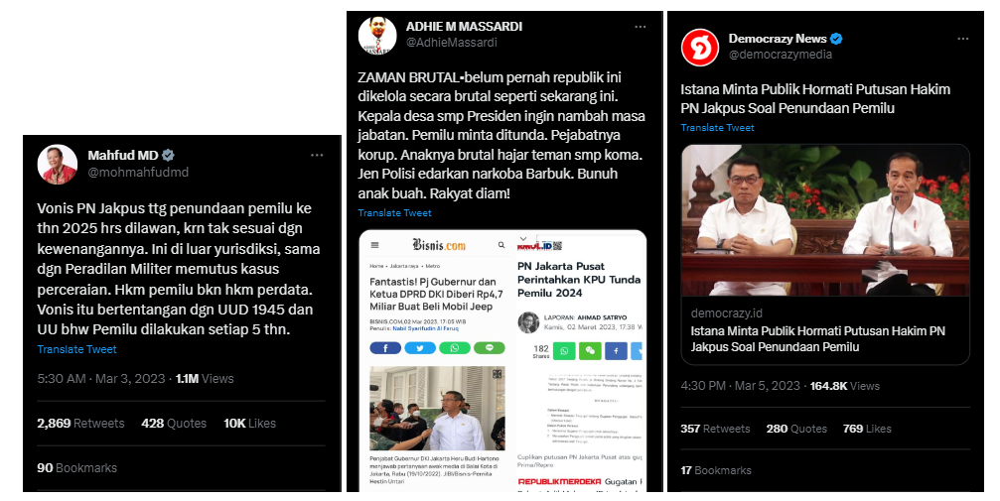 Mahfud MD
@mohmahfudmd
Vonis PN Jakpus ttg penundaan pemilu ke
thn 2025 hrs dilawan, krn tak sesuai dgn
kewenangannya. Ini di luar yurisdiksi, sama
dgn Peradilan Militer memutus kasus
perceraian. Hkm pemilu bkn hkm perdata.
Vonis itu bertentangan dgn UUD 1945 dan
UU bhw Pemilu dilakukan setiap 5 thn.
Translate Tweet
5:30 AM · Mar 3, 2023 · 1.1M Views
2,869 Retweets 428 Quotes 10K Likes
90 Bookmarks
ADHIE M MASSARDI
@AdhieMassardi
ZAMAN BRUTAL-belum pernah republik ini
dikelola secara brutal seperti sekarang ini.
Kepala desa smp Presiden ingin nambah masa
jabatan. Pemilu minta ditunda. Pejabatnya
korup. Anaknya brutal hajar teman smp koma.
Jen Polisi edarkan narkoba Barbuk. Bunuh
anak buah. Rakyat diam!
Translate Tweet
Bisnis.com
Home › Jakarta raya › Metro
Fantastis! Pj Gubernur dan
Ketua DPRD DKI Diberi Rp4,7
Miliar Buat Beli Mobil Jeep
BISNIS.COM, 02 Mar 2023, 17:05 WIB
Penulis: Nabil Syarifudin Al Faruq
Penjabat Gubernur DKI Jakarta Heru Budi Hartono
menjawab pertanyaan awak media di Balai Kota di
Jakarta, Rabu (19/10/2022). JIBI/Bisnis-Pernita
Hestin Untari
PN Jakarta Pusat
Perintahkan KPU Tunda
Pemilu 2024
LAPORAN: AHMAD SATRYO
Kamis, 02 Maret 2023, 17:38 W
182
Shares
Cuplikan putusan PN Jakarta Pusat atas gug
Prima/Repro
REPUBLIKMERDEKA Gugatan F
Democrazy News
@democrazymedia
Istana Minta Publik Hormati Putusan Hakim
PN Jakpus Soal Penundaan Pemilu
Translate Tweet
democrazy.id
Istana Minta Publik Hormati Putusan Hakim PN
Jakpus Soal Penundaan Pemilu
4:30 PM · Mar 5, 2023 · 164.8K Views
357 Retweets 280 Quotes 769 Likes
17 Bookmarks